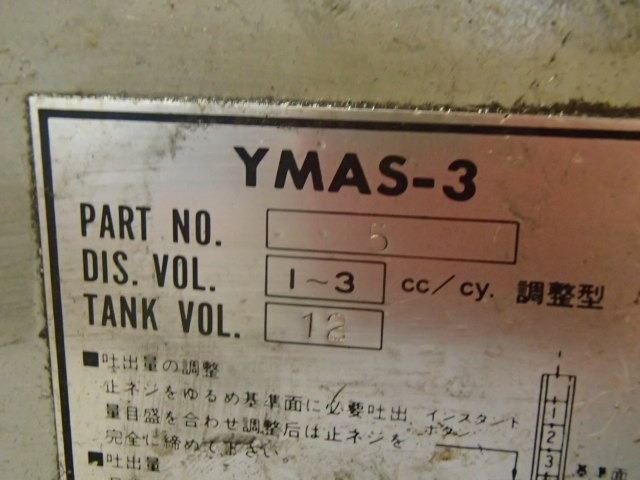 YMAS-3
PART NO. 5
DIS. VOL. 1~3 cc/cy. 調整型
TANK VOL. 12
■吐出量の調整
止ネジをゆるめ基準面に必要吐出
量目盛を合わせ調整后は止ネジを
完全に締めて下さい。
■吐出量
インスタント
ボタン
1
2
3